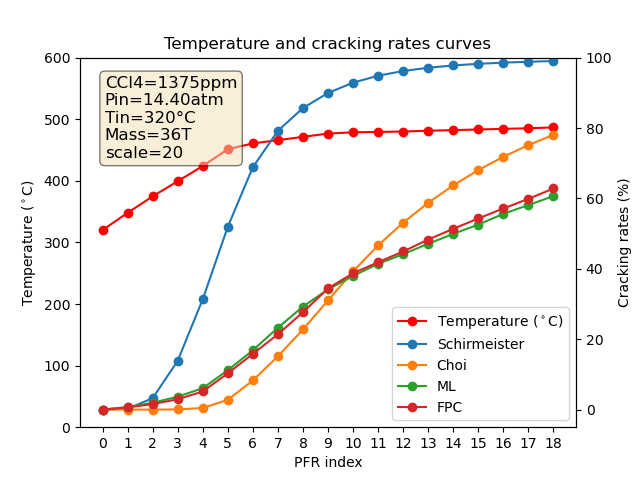 Temperature and cracking rates curves
CCl4=1375ppm
Pin=14.40atm
Tin=320°C
Mass=36T
scale=20
600
500
400
300
200
100
0
Temperature (°C)
100
80
60
40
20
0
Cracking rates (%)
Temperature (°C)
Schirmeister
Choi
ML
FPC
0 1 2 3 4 5 6 7 8 9 10 11 12 13 14 15 16 17 18
PFR index